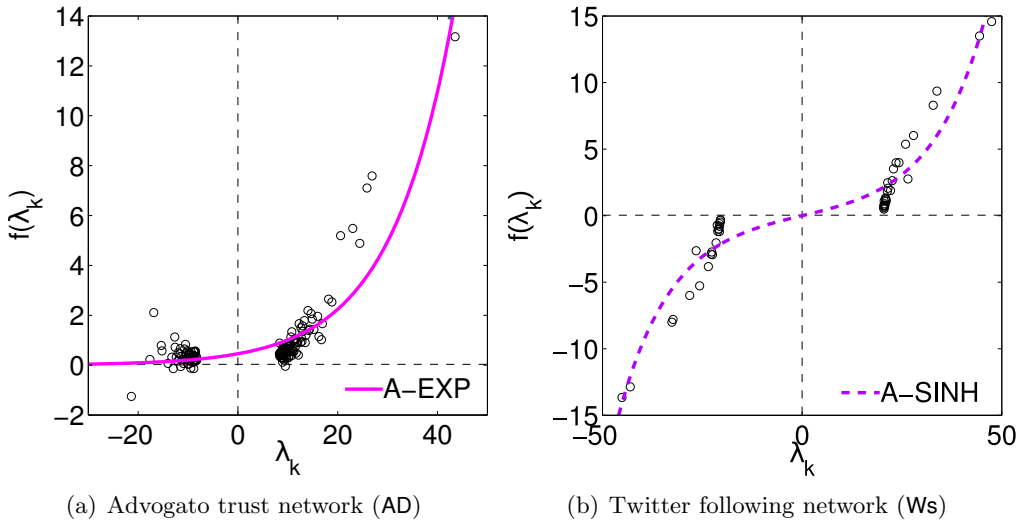 14
12
10
8
6
4
2
0
−2
f(λk)
−20 0 20 40
λk
A−EXP
(a) Advogato trust network (AD)
15
10
5
0
−5
−10
−15
f(λk)
−50 0 50
λk
A−SINH
(b) Twitter following network (Ws)